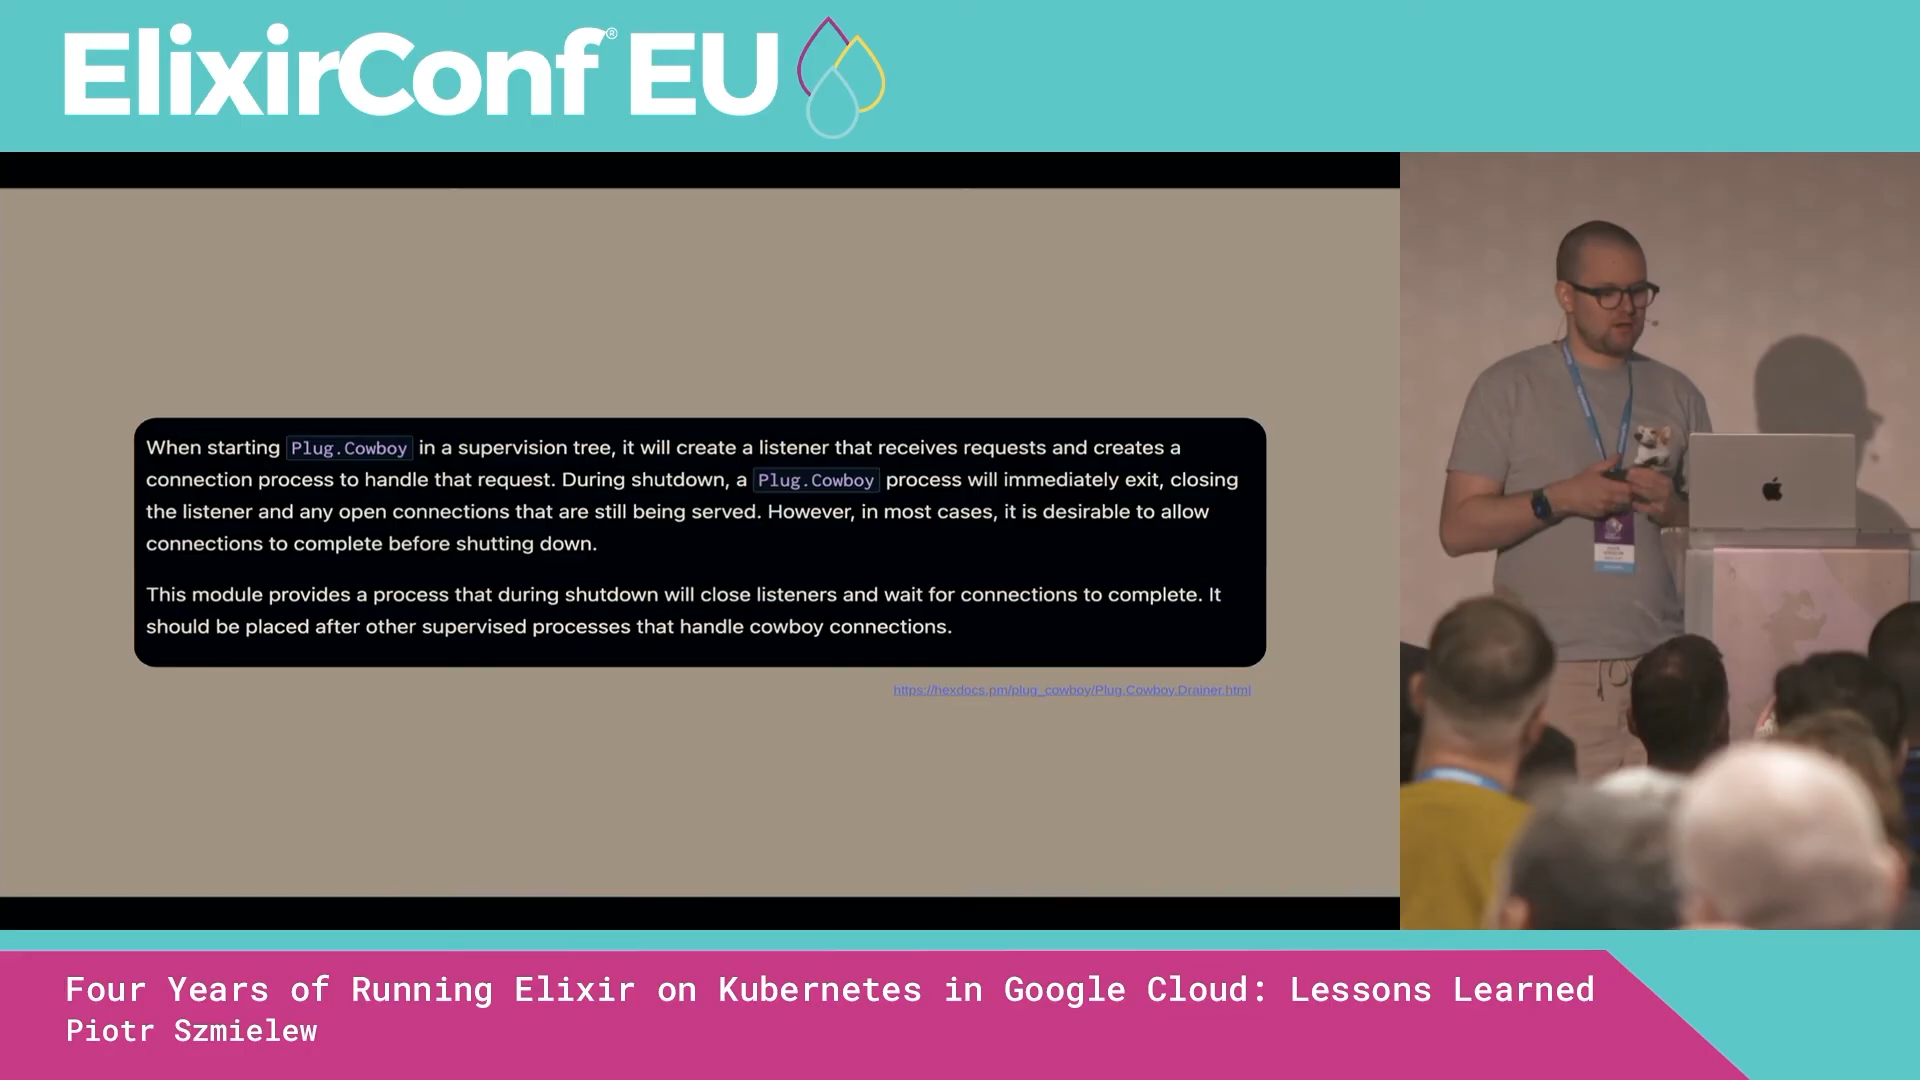 ElixirConf® EU
When starting Plug.Cowboy in a supervision tree, it will create a listener that receives requests and creates a
connection process to handle that request. During shutdown, a Plug.Cowboy process will immediately exit, closing
the listener and any open connections that are still being served. However, in most cases, it is desirable to allow
connections to complete before shutting down.
This module provides a process that during shutdown will close listeners and wait for connections to complete. It
should be placed after other supervised processes that handle cowboy connections.
https://hexdocs.pm/plug_cowboy/Plug.Cowboy.Drainer.html
Four Years of Running Elixir on Kubernetes in Google Cloud: Lessons Learned
Piotr Szmielew